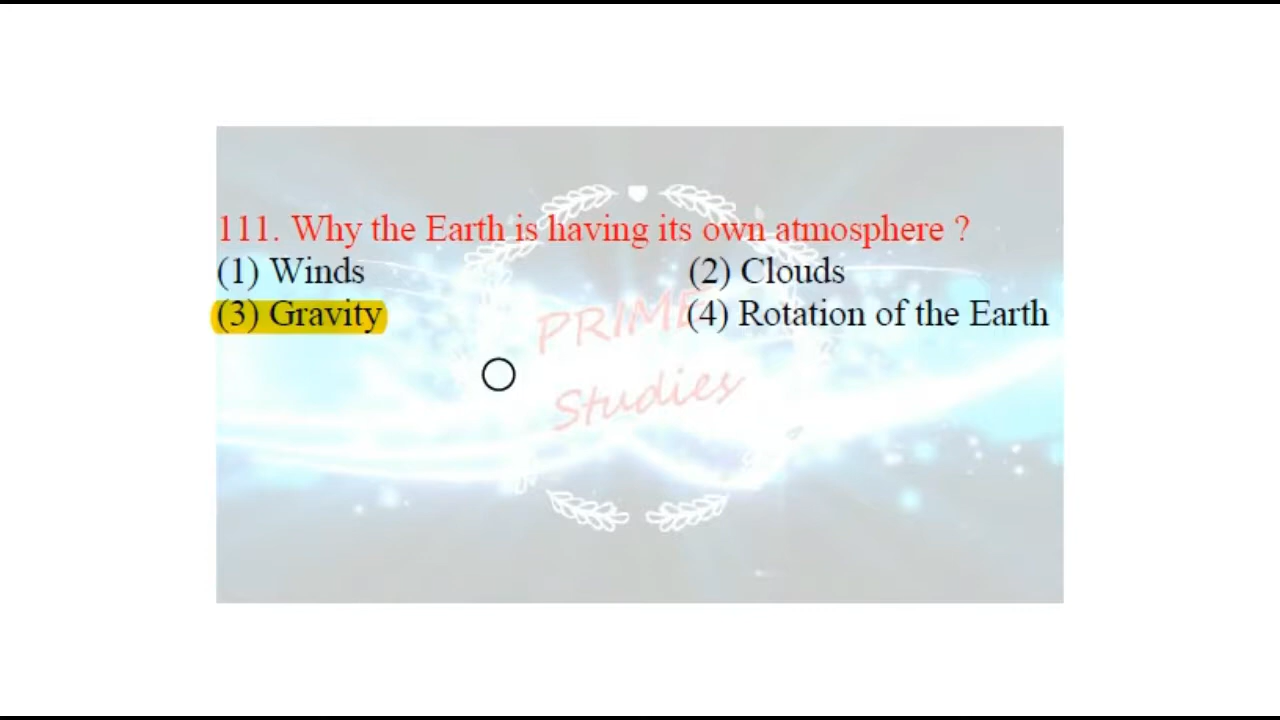 111. Why the Earth is having its own atmosphere ?
(1) Winds (2) Clouds
(3) Gravity (4) Rotation of the Earth
PRIME
Studies